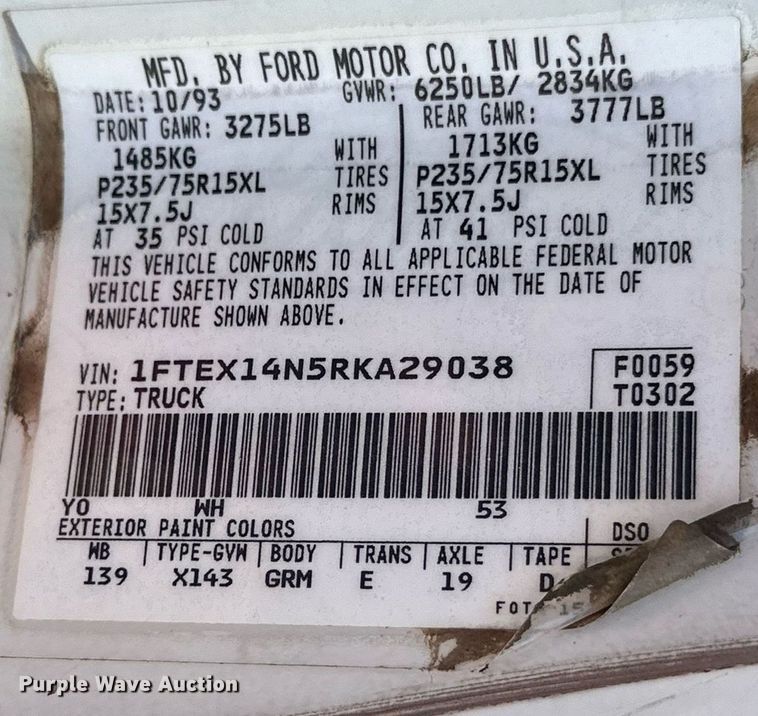 MFD. BY FORD MOTOR CO. IN U.S.A.
DATE: 10/93 GVWR: 6250LB/ 2834KG
FRONT GAWR: 3275LB REAR GAWR: 3777LB
1485KG WITH 1713KG WITH
P235/75R15XL TIRES P235/75R15XL TIRES
15X7.5J RIMS 15X7.5J RIMS
AT 35 PSI COLD AT 41 PSI COLD
THIS VEHICLE CONFORMS TO ALL APPLICABLE FEDERAL MOTOR
VEHICLE SAFETY STANDARDS IN EFFECT ON THE DATE OF
MANUFACTURE SHOWN ABOVE.
VIN: 1FTEX14N5RKA29038 F0059
TYPE: TRUCK T0302
YO WH 53
EXTERIOR PAINT COLORS DSO
WB TYPE-GVW BODY TRANS AXLE TAPE
139 X143 GRM E 19 D
Purple Wave Auction